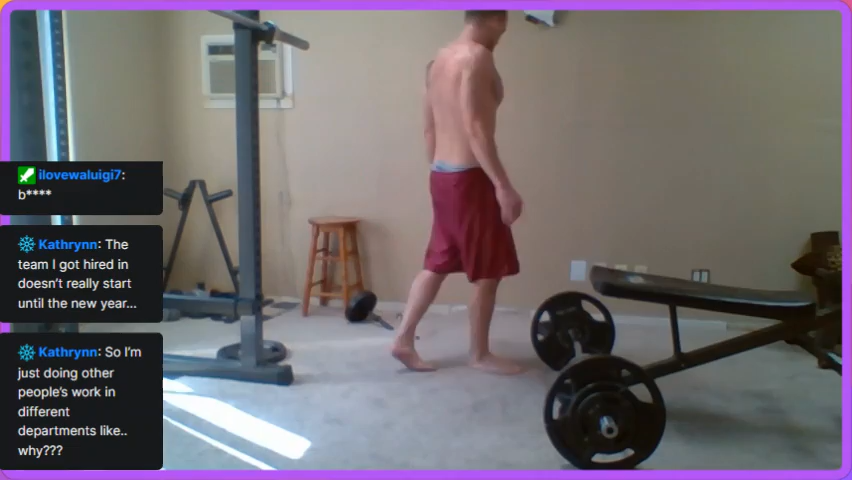 ilovewaluigi7:
b****
Kathrynn: The
team I got hired in
doesn't really start
until the new year...
Kathrynn: So I'm
just doing other
people's work in
different
departments like..
why???